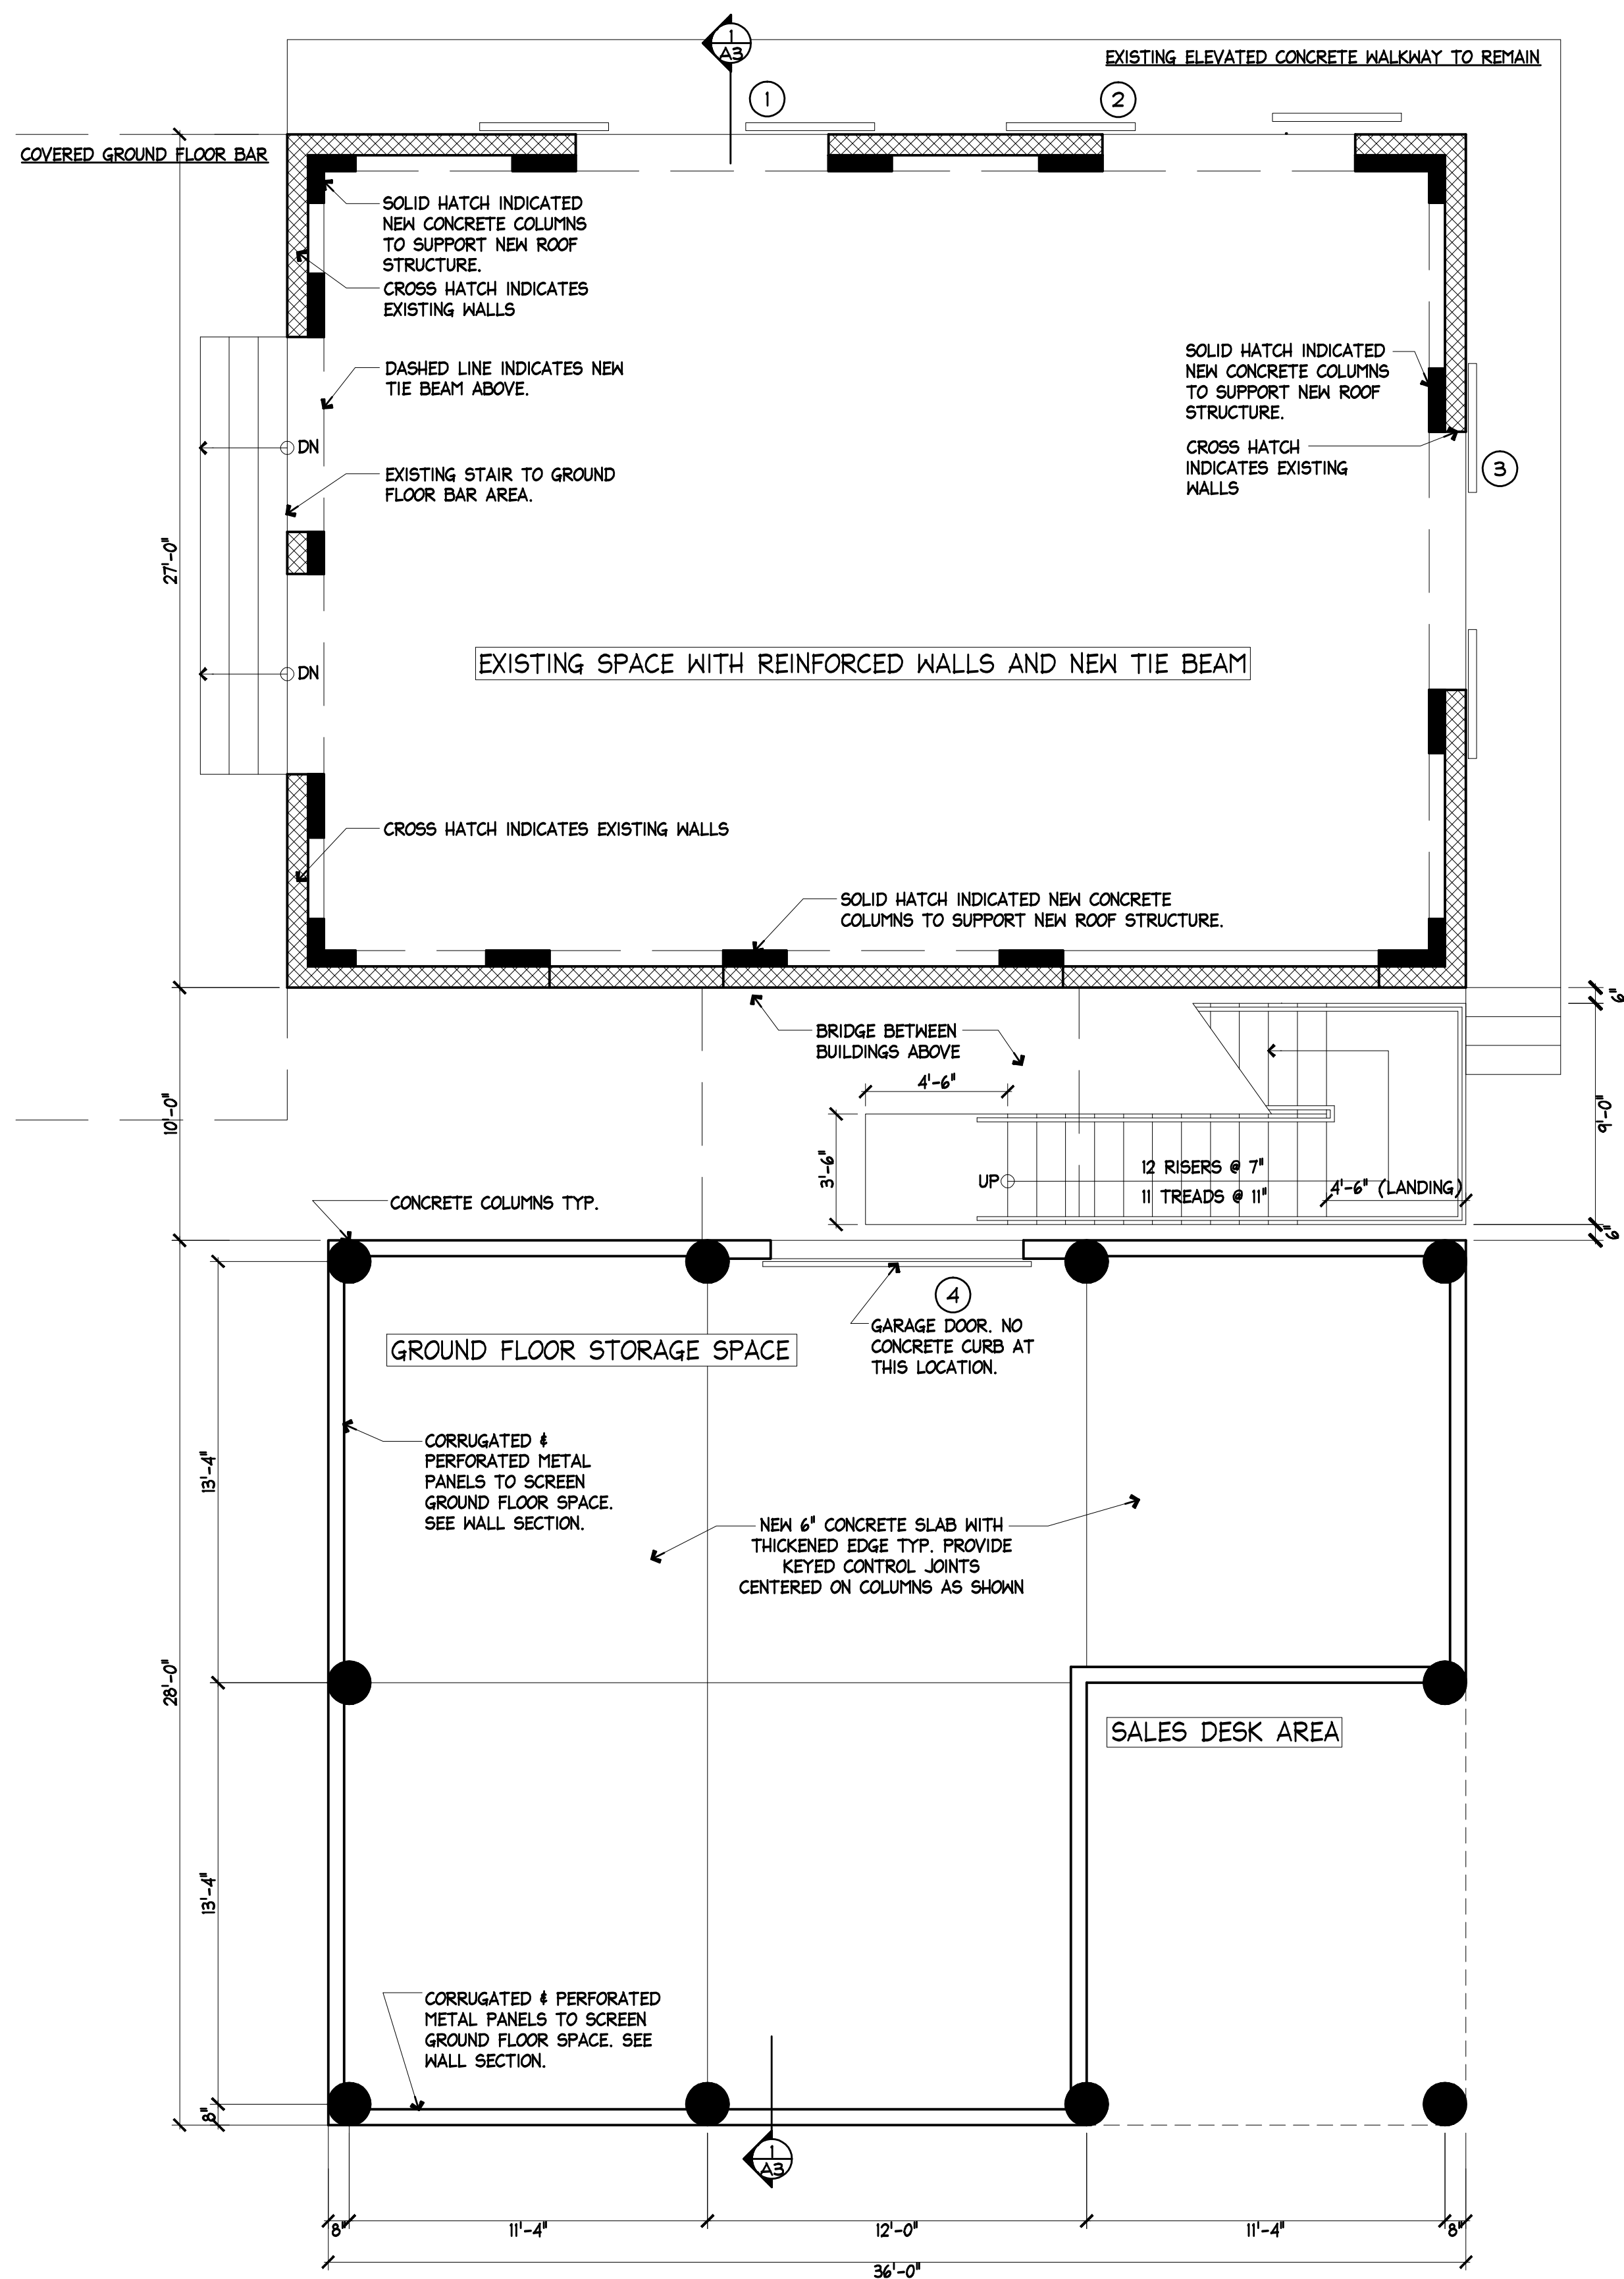 1
A3
EXISTING ELEVATED CONCRETE WALKWAY TO REMAIN
1
2
COVERED GROUND FLOOR BAR
SOLID HATCH INDICATED
NEW CONCRETE COLUMNS
TO SUPPORT NEW ROOF
STRUCTURE.
CROSS HATCH INDICATES
EXISTING WALLS
DASHED LINE INDICATES NEW
TIE BEAM ABOVE.
SOLID HATCH INDICATED
NEW CONCRETE COLUMNS
TO SUPPORT NEW ROOF
STRUCTURE.
CROSS HATCH
INDICATES EXISTING
WALLS
3
DN
EXISTING STAIR TO GROUND
FLOOR BAR AREA.
27'-0"
EXISTING SPACE WITH REINFORCED WALLS AND NEW TIE BEAM
DN
CROSS HATCH INDICATES EXISTING WALLS
SOLID HATCH INDICATED NEW CONCRETE
COLUMNS TO SUPPORT NEW ROOF STRUCTURE.
6"
BRIDGE BETWEEN
BUILDINGS ABOVE
4'-6"
10'-0"
9'-0"
3'-6"
UP
12 RISERS @ 7"
11 TREADS @ 11"
4'-6" (LANDING)
CONCRETE COLUMNS TYP.
6"
4
GARAGE DOOR. NO
CONCRETE CURB AT
THIS LOCATION.
GROUND FLOOR STORAGE SPACE
CORRUGATED &
PERFORATED METAL
PANELS TO SCREEN
GROUND FLOOR SPACE.
SEE WALL SECTION.
13'-4"
NEW 6" CONCRETE SLAB WITH
THICKENED EDGE TYP. PROVIDE
KEYED CONTROL JOINTS
CENTERED ON COLUMNS AS SHOWN
28'-0"
SALES DESK AREA
13'-4"
CORRUGATED & PERFORATED
METAL PANELS TO SCREEN
GROUND FLOOR SPACE. SEE
WALL SECTION.
8"
1
A3
8"
11'-4"
12'-0"
11'-4"
8"
36'-0"